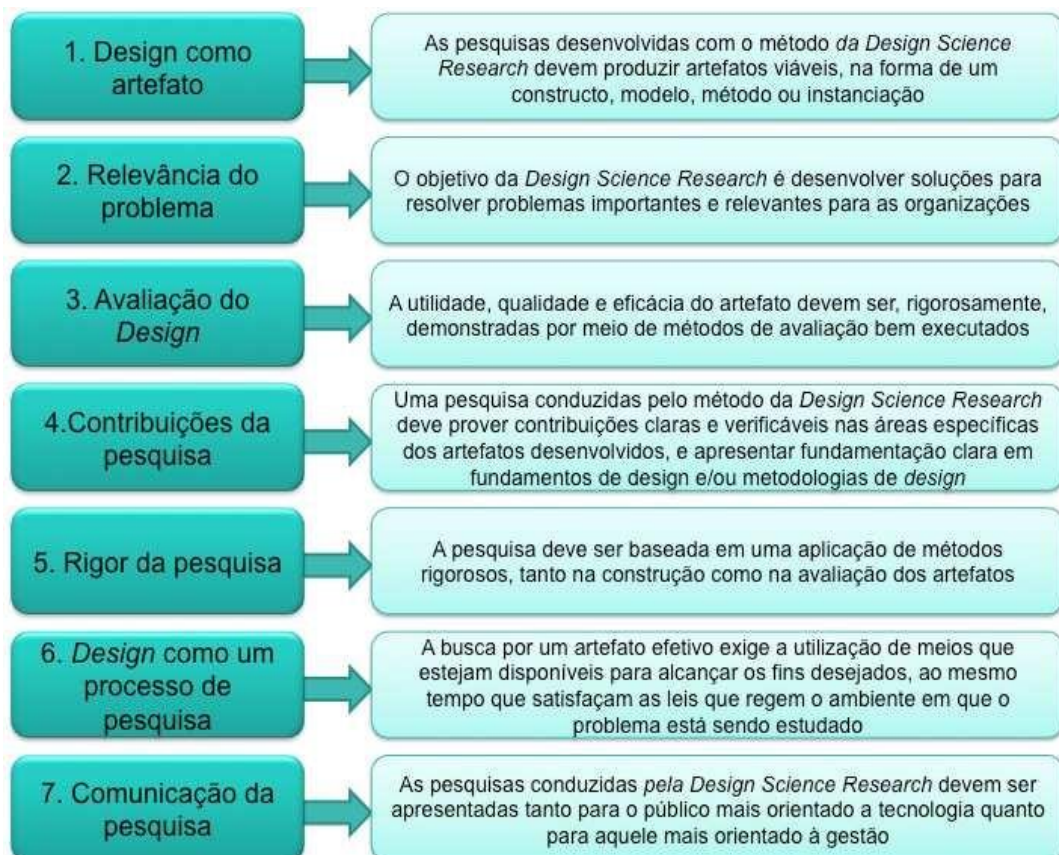 1. Design como
artefato
As pesquisas desenvolvidas com o método da Design Science
Research devem produzir artefatos viáveis, na forma de um
constructo, modelo, método ou instanciação
2. Relevância do
problema
O objetivo da Design Science Research é desenvolver soluções para
resolver problemas importantes e relevantes para as organizações
3. Avaliação do
Design
A utilidade, qualidade e eficácia do artefato devem ser, rigorosamente,
demonstradas por meio de métodos de avaliação bem executados
4.Contribuições da
pesquisa
Uma pesquisa conduzidas pelo método da Design Science Research
deve prover contribuições claras e verificáveis nas áreas específicas
dos artefatos desenvolvidos, e apresentar fundamentação clara em
fundamentos de design e/ou metodologias de design
5. Rigor da pesquisa
A pesquisa deve ser baseada em uma aplicação de métodos
rigorosos, tanto na construção como na avaliação dos artefatos
6. Design como um
processo de
pesquisa
A busca por um artefato efetivo exige a utilização de meios que
estejam disponíveis para alcançar os fins desejados, ao mesmo
tempo que satisfaçam as leis que regem o ambiente em que o
problema está sendo estudado
7. Comunicação da
pesquisa
As pesquisas conduzidas pela Design Science Research devem ser
apresentadas tanto para o público mais orientado a tecnologia quanto
para aquele mais orientado à gestão